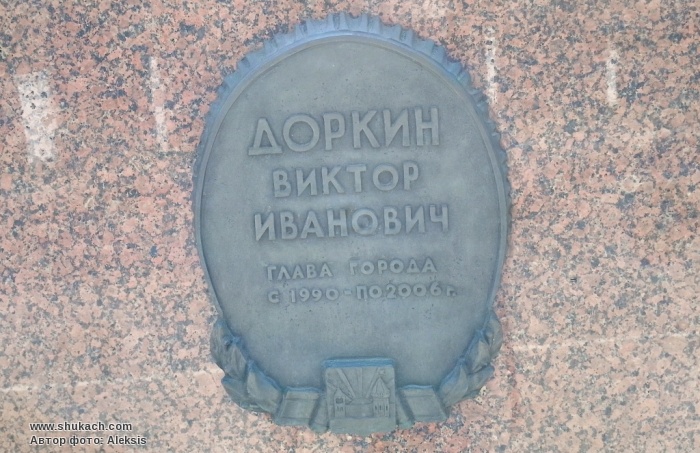 ДОРКИН
ВИКТОР
ИВАНОВИЧ
ГЛАВА ГОРОДА
С 1990 - ПО 2006 г.
www.shukach.com
Автор фото: Aleksis